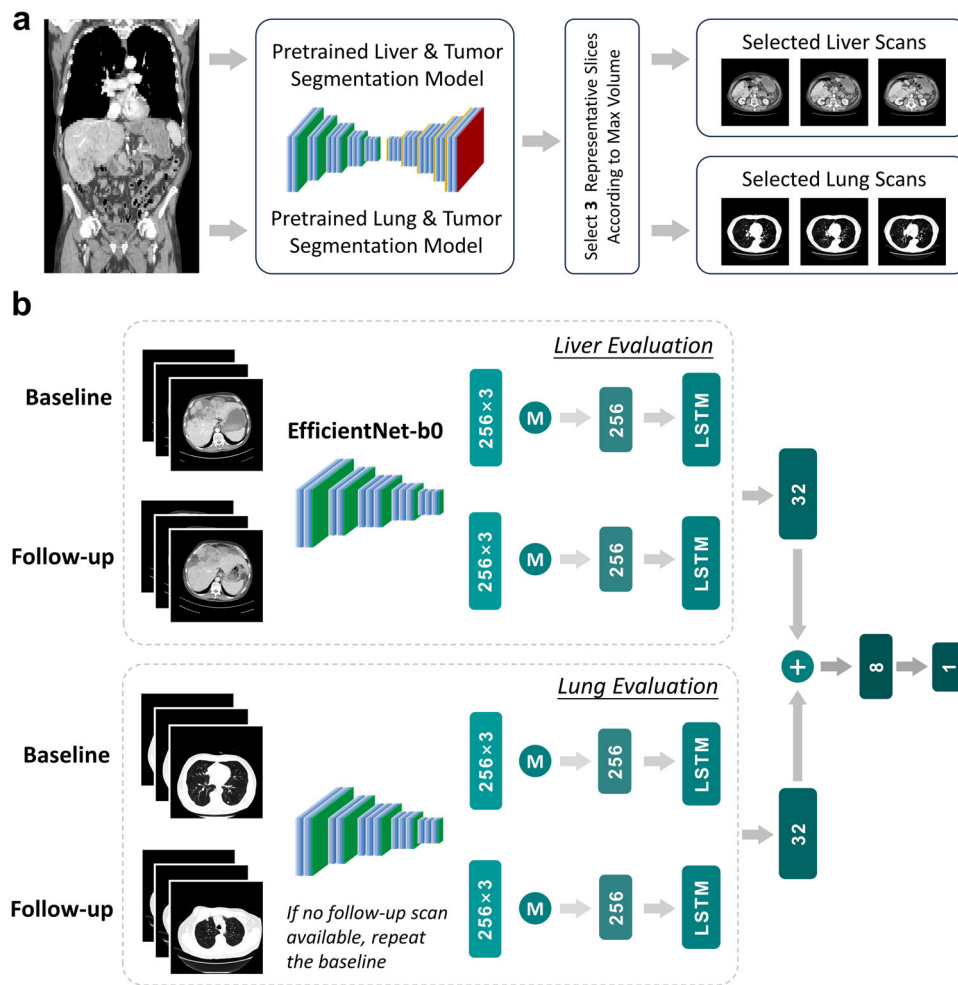 a
Pretrained Liver & Tumor
Segmentation Model
Pretrained Lung & Tumor
Segmentation Model
Select 3 Representative Slices
According to Max Volume
Selected Liver Scans
Selected Lung Scans
b
Liver Evaluation
Baseline
Follow-up
EfficientNet-b0
256×3
M
256
LSTM
256×3
M
256
LSTM
32
+
8
1
Lung Evaluation
Baseline
Follow-up
If no follow-up scan
available, repeat
the baseline
256×3
M
256
LSTM
256×3
M
256
LSTM
32